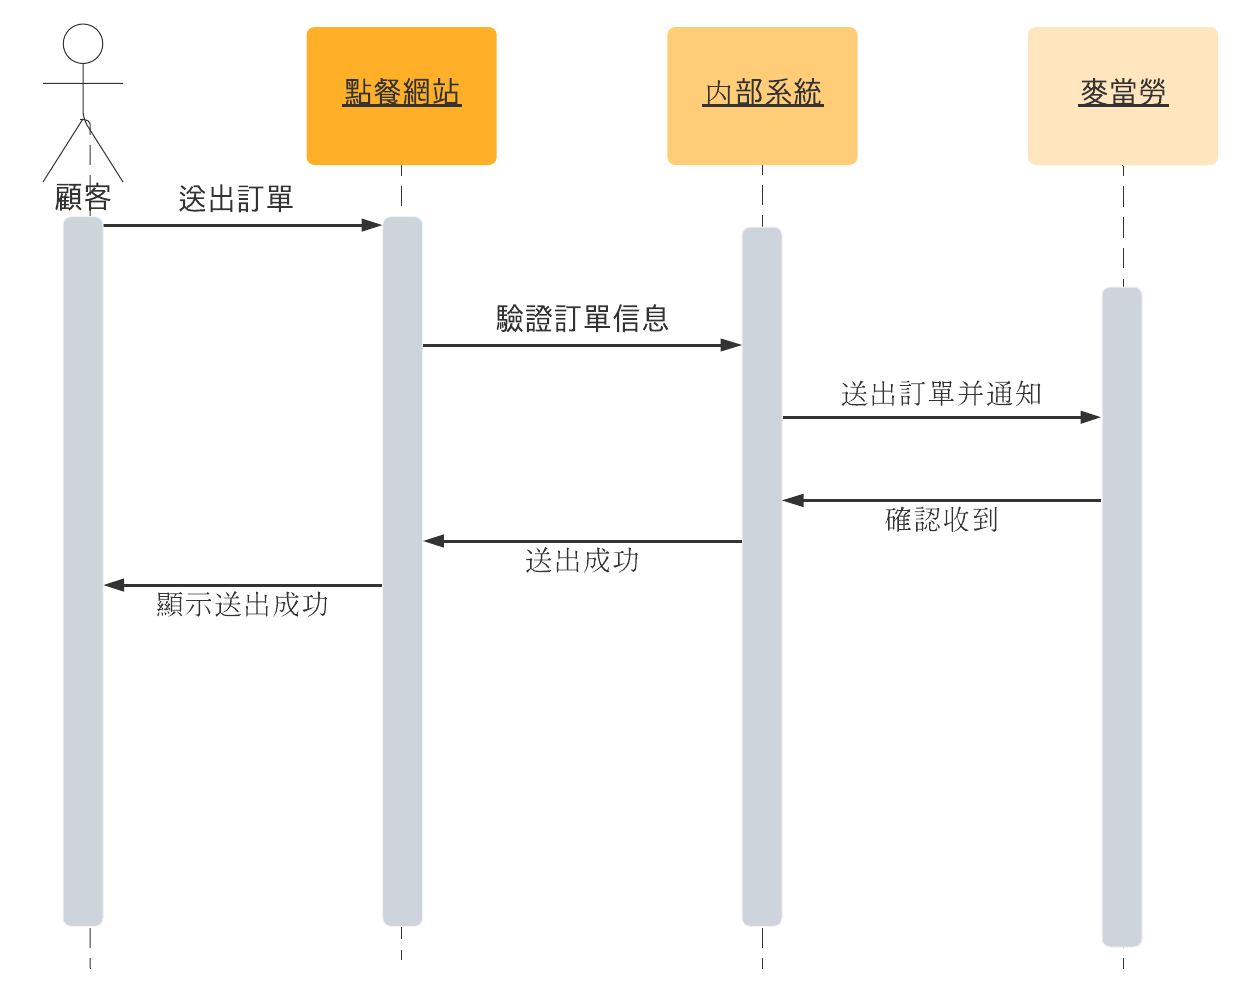 點餐網站
内部系統
麥當勞
顧客
送出訂單
驗證訂單信息
送出訂單并通知
確認收到
送出成功
顯示送出成功